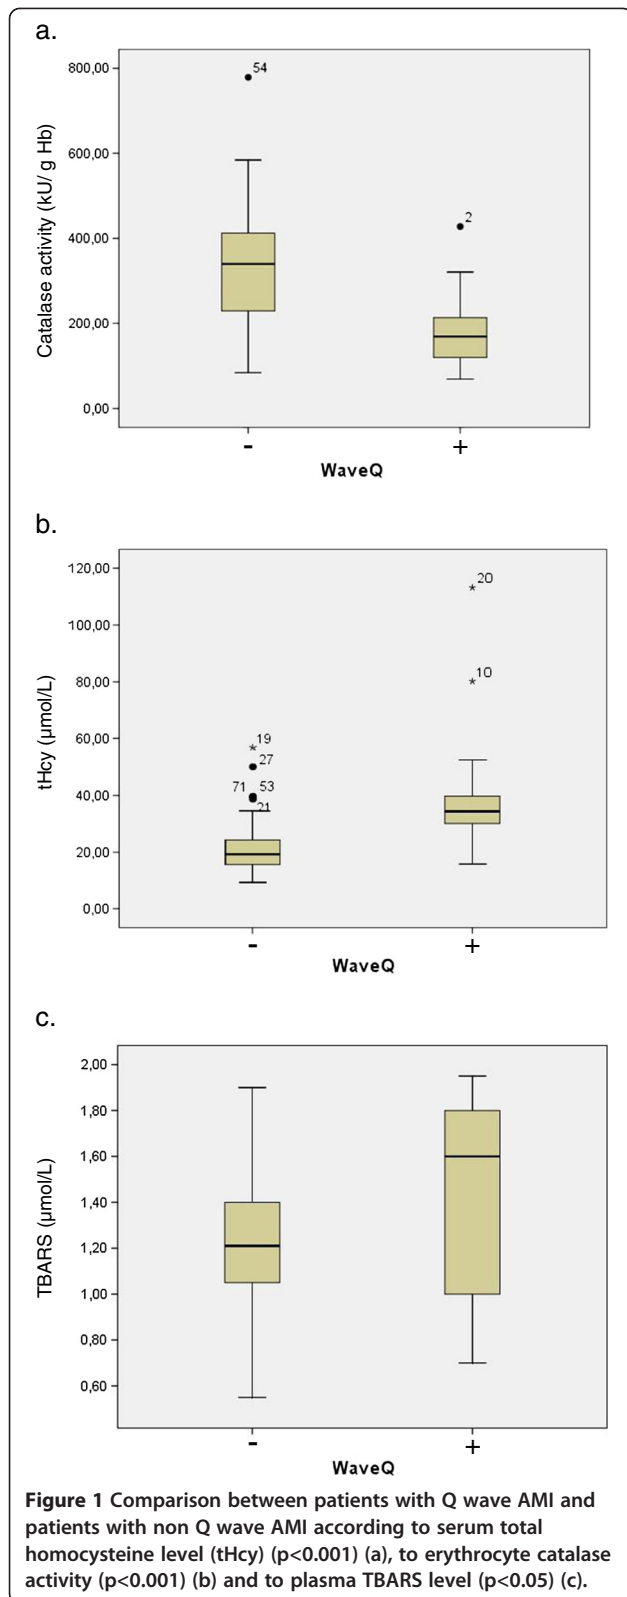 a.
800,00
600,00
400,00
200,00
0,00
Catalase activity (kU/ g Hb)
54
2
- +
WaveQ
b.
120,00
100,00
80,00
60,00
40,00
20,00
0,00
tHcy (µmol/L)
20
10
19
27
71 53
21
- +
WaveQ
c.
2,00
1,80
1,60
1,40
1,20
1,00
0,80
0,60
TBARS (µmol/L)
- +
WaveQ
Figure 1 Comparison between patients with Q wave AMI and
patients with non Q wave AMI according to serum total
homocysteine level (tHcy) (p<0.001) (a), to erythrocyte catalase
activity (p<0.001) (b) and to plasma TBARS level (p<0.05) (c).